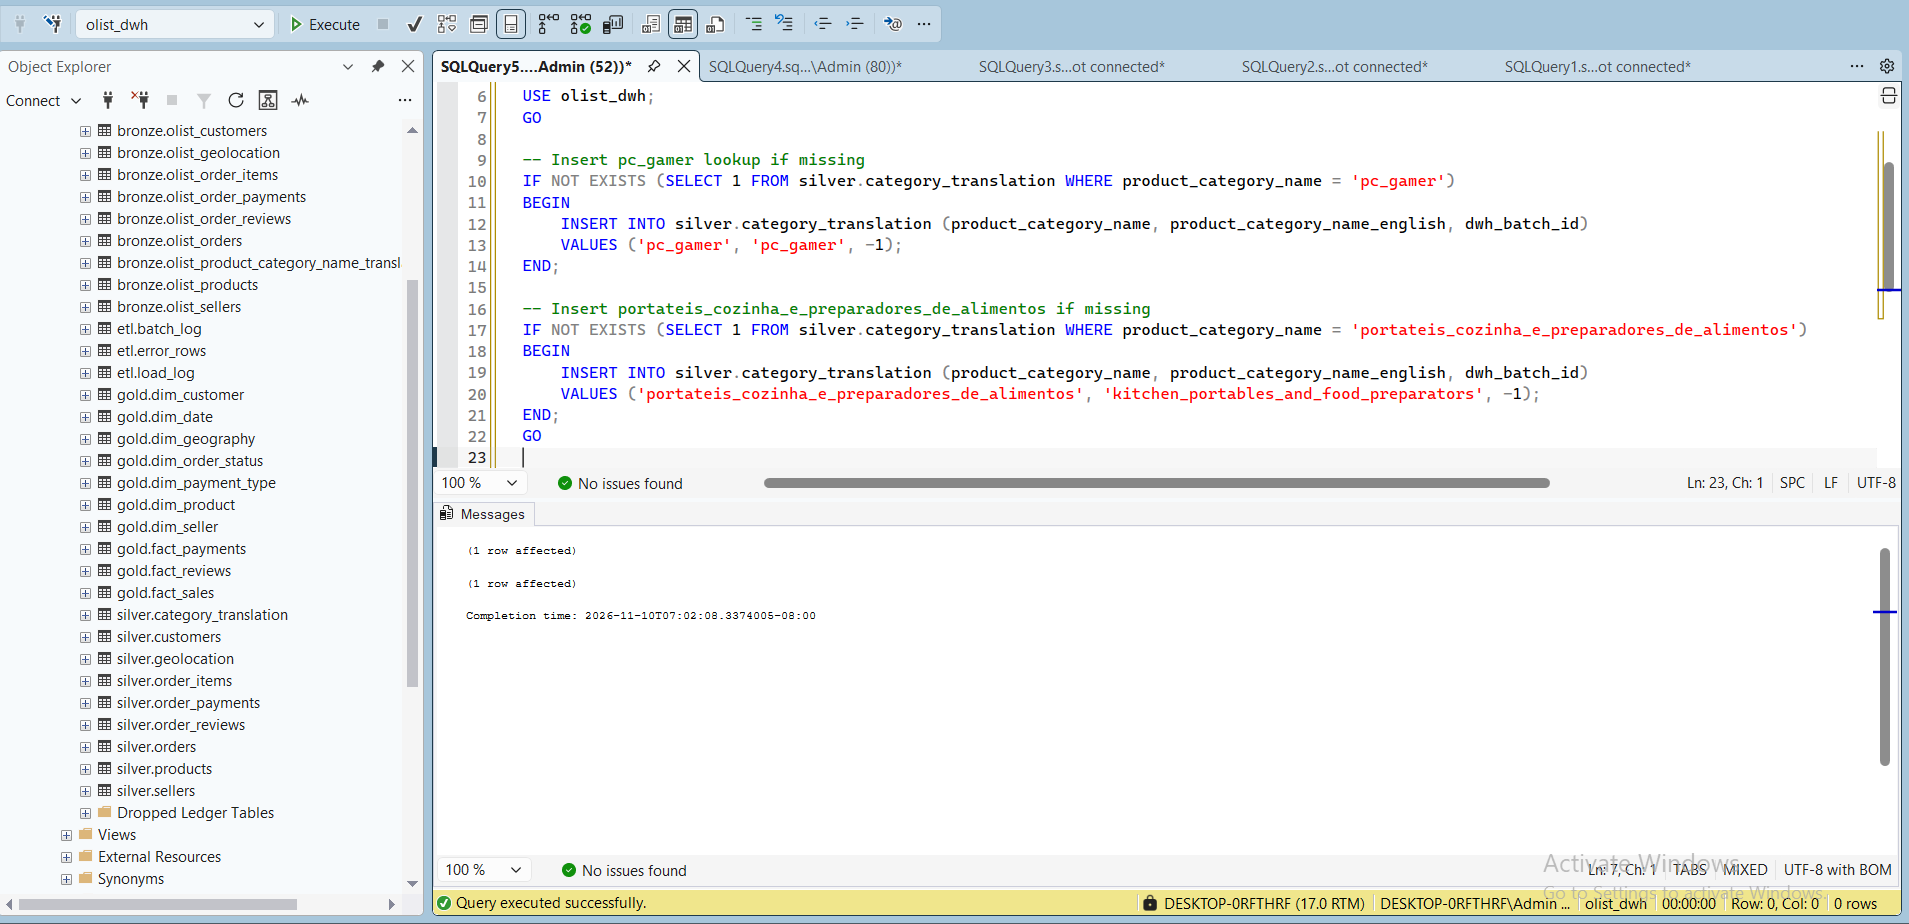 olist_dwh
Execute
Object Explorer
Connect
bronze.olist_customers
bronze.olist_geolocation
bronze.olist_order_items
bronze.olist_order_payments
bronze.olist_order_reviews
bronze.olist_orders
bronze.olist_product_category_name_transl
bronze.olist_products
bronze.olist_sellers
etl.batch_log
etl.error_rows
etl.load_log
gold.dim_customer
gold.dim_date
gold.dim_geography
gold.dim_order_status
gold.dim_payment_type
gold.dim_product
gold.dim_seller
gold.fact_payments
gold.fact_reviews
gold.fact_sales
silver.category_translation
silver.customers
silver.geolocation
silver.order_items
silver.order_payments
silver.order_reviews
silver.orders
silver.products
silver.sellers
Dropped Ledger Tables
Views
External Resources
Synonyms
SQLQuery5....Admin (52))* SQLQuery4.sq...\Admin (80))* SQLQuery3.s...ot connected* SQLQuery2.s...ot connected* SQLQuery1.s...ot connected*
6 USE olist_dwh;
7 GO
8
9 -- Insert pc_gamer lookup if missing
10 IF NOT EXISTS (SELECT 1 FROM silver.category_translation WHERE product_category_name = 'pc_gamer')
11 BEGIN
12 INSERT INTO silver.category_translation (product_category_name, product_category_name_english, dwh_batch_id)
13 VALUES ('pc_gamer', 'pc_gamer', -1);
14 END;
15
16 -- Insert portateis_cozinha_e_preparadores_de_alimentos if missing
17 IF NOT EXISTS (SELECT 1 FROM silver.category_translation WHERE product_category_name = 'portateis_cozinha_e_preparadores_de_alimentos')
18 BEGIN
19 INSERT INTO silver.category_translation (product_category_name, product_category_name_english, dwh_batch_id)
20 VALUES ('portateis_cozinha_e_preparadores_de_alimentos', 'kitchen_portables_and_food_preparators', -1);
21 END;
22 GO
23
100 % No issues found Ln: 23, Ch: 1 SPC LF UTF-8
Messages
(1 row affected)
(1 row affected)
Completion time: 2026-11-10T07:02:08.3374005-08:00
Activate Windows
100 % No issues found Ln: 7, Ch: 1 TABS MIXED UTF-8 with BOM
Go to Settings to activate Windows.
Query executed successfully. DESKTOP-0RFTHRF (17.0 RTM) DESKTOP-0RFTHRF\Admin ... olist_dwh 00:00:00 Row: 0, Col: 0 0 rows